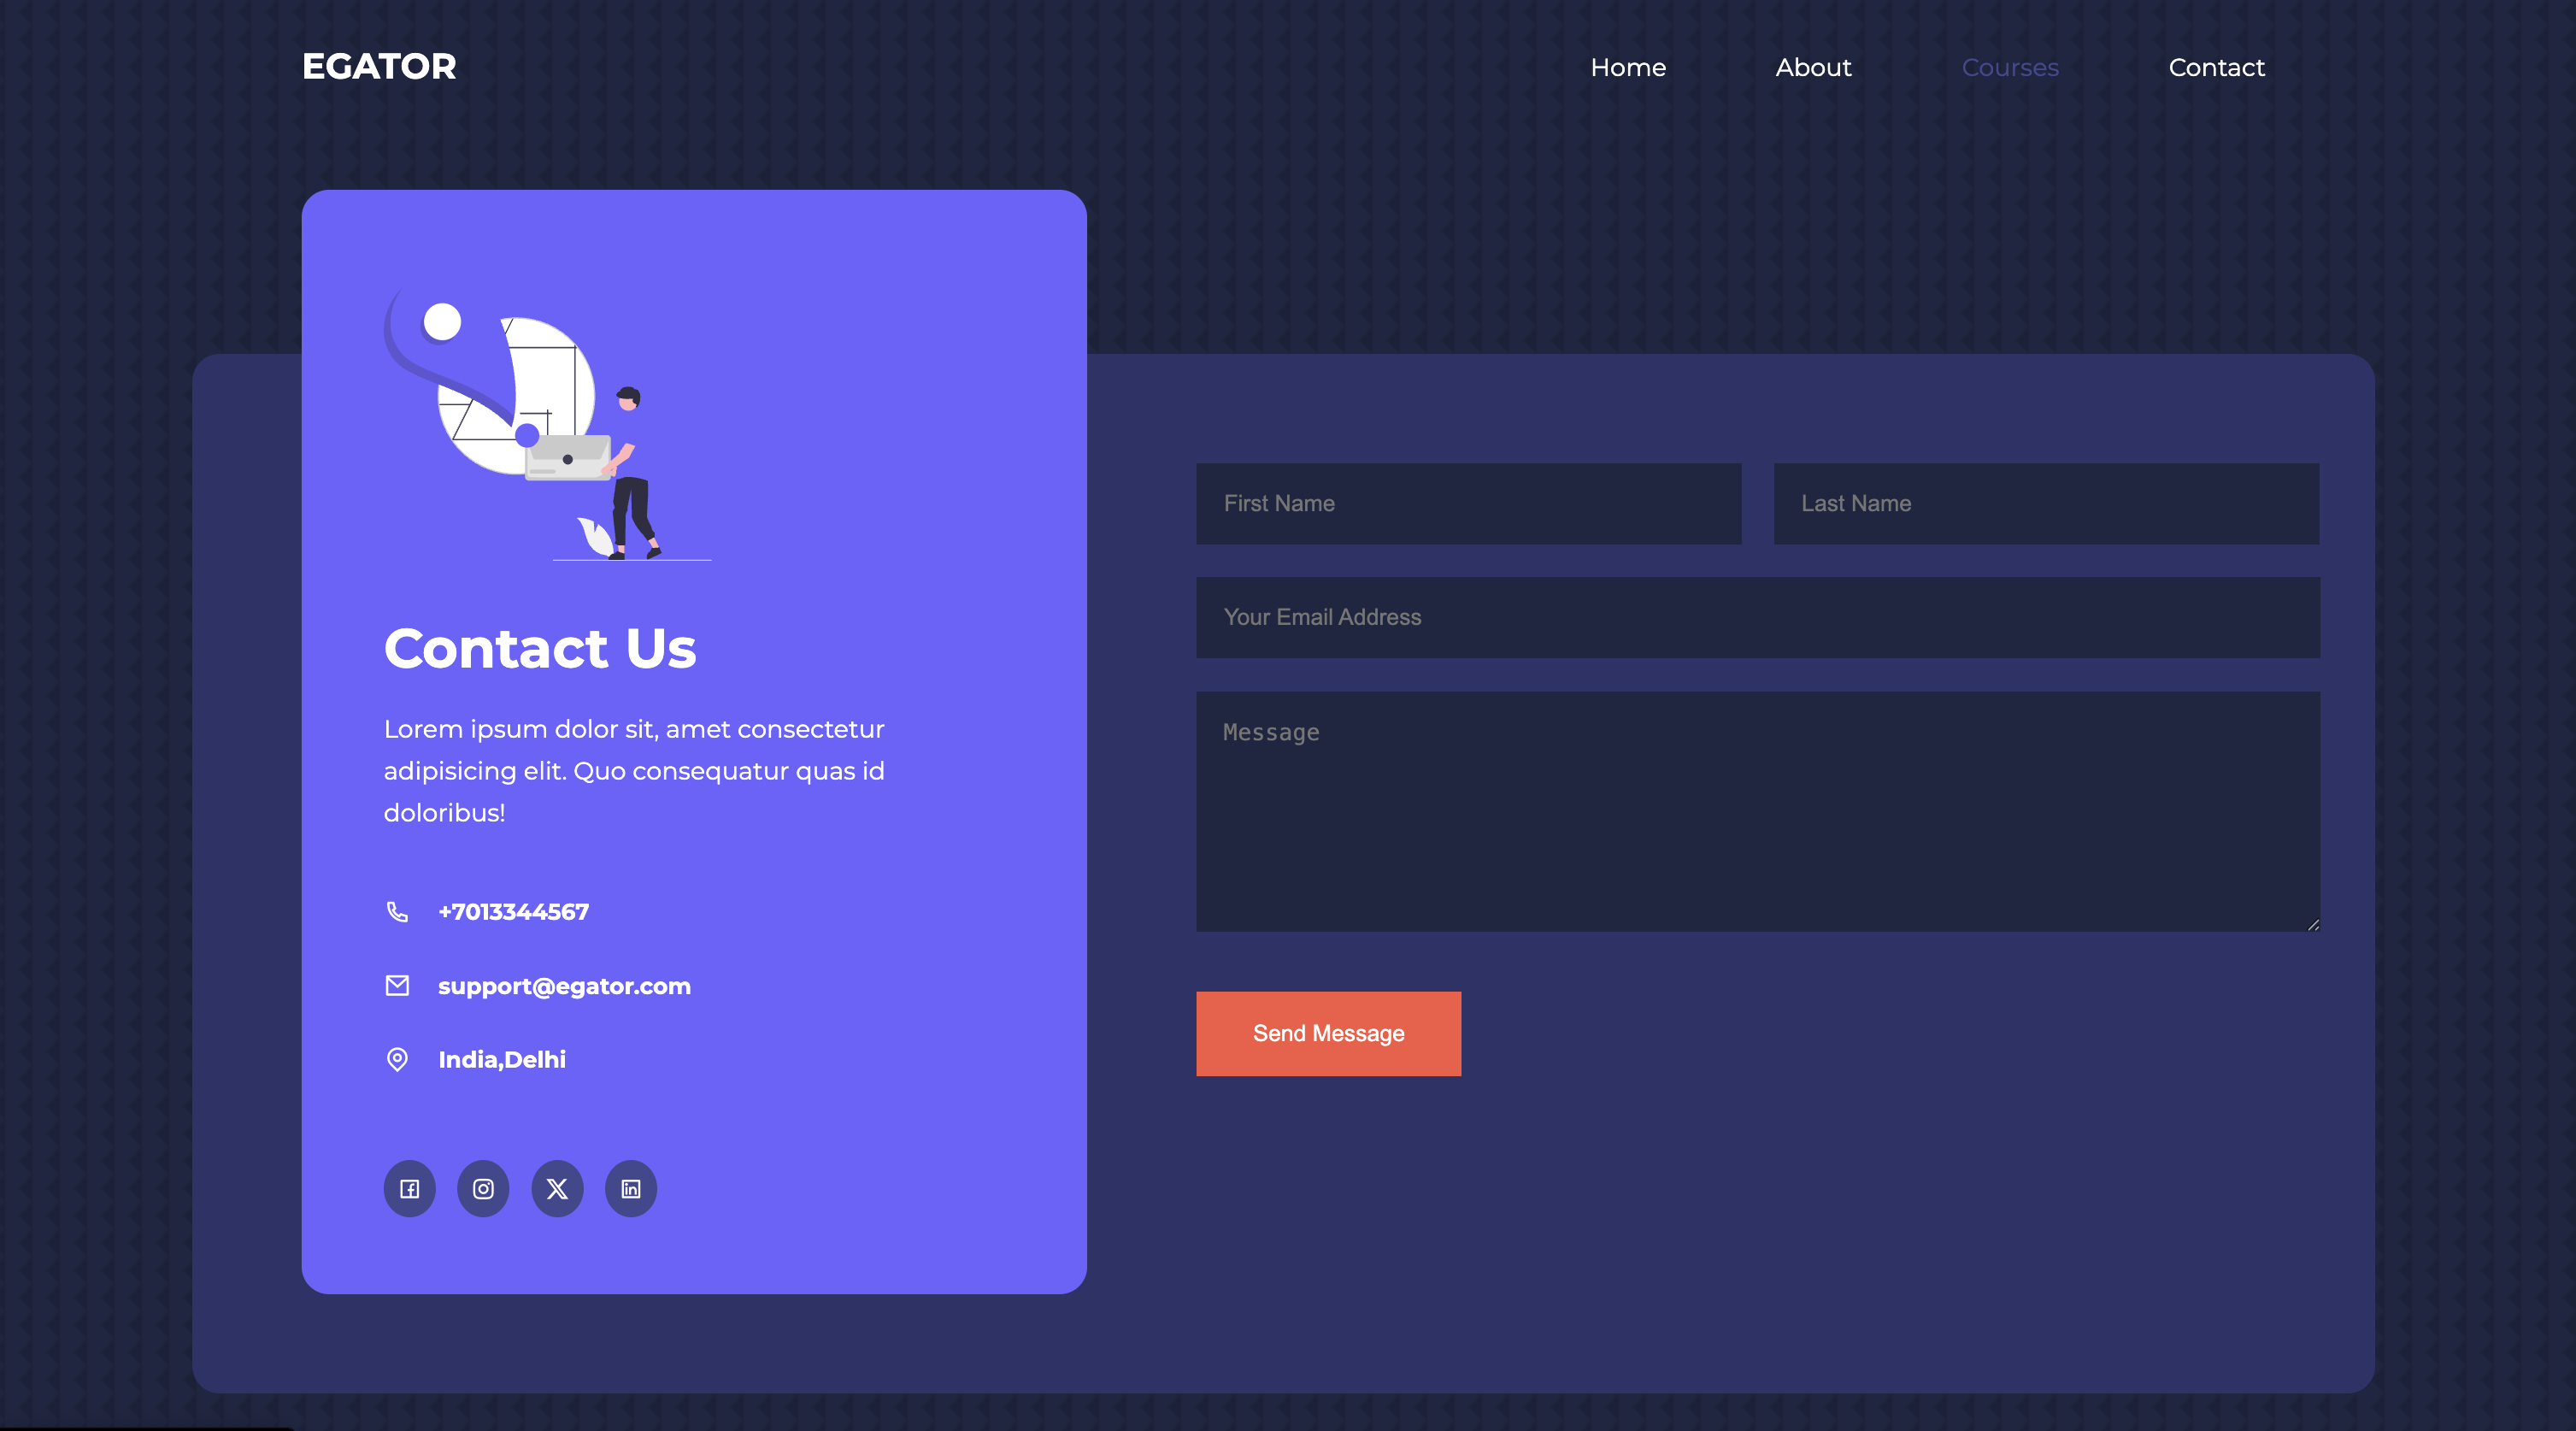 EGATOR
Home
About
Courses
Contact
Contact Us
Lorem ipsum dolor sit, amet consectetur
adipisicing elit. Quo consequatur quas id
doloribus!
+7013344567
support@egator.com
India,Delhi
First Name
Last Name
Your Email Address
Message
Send Message